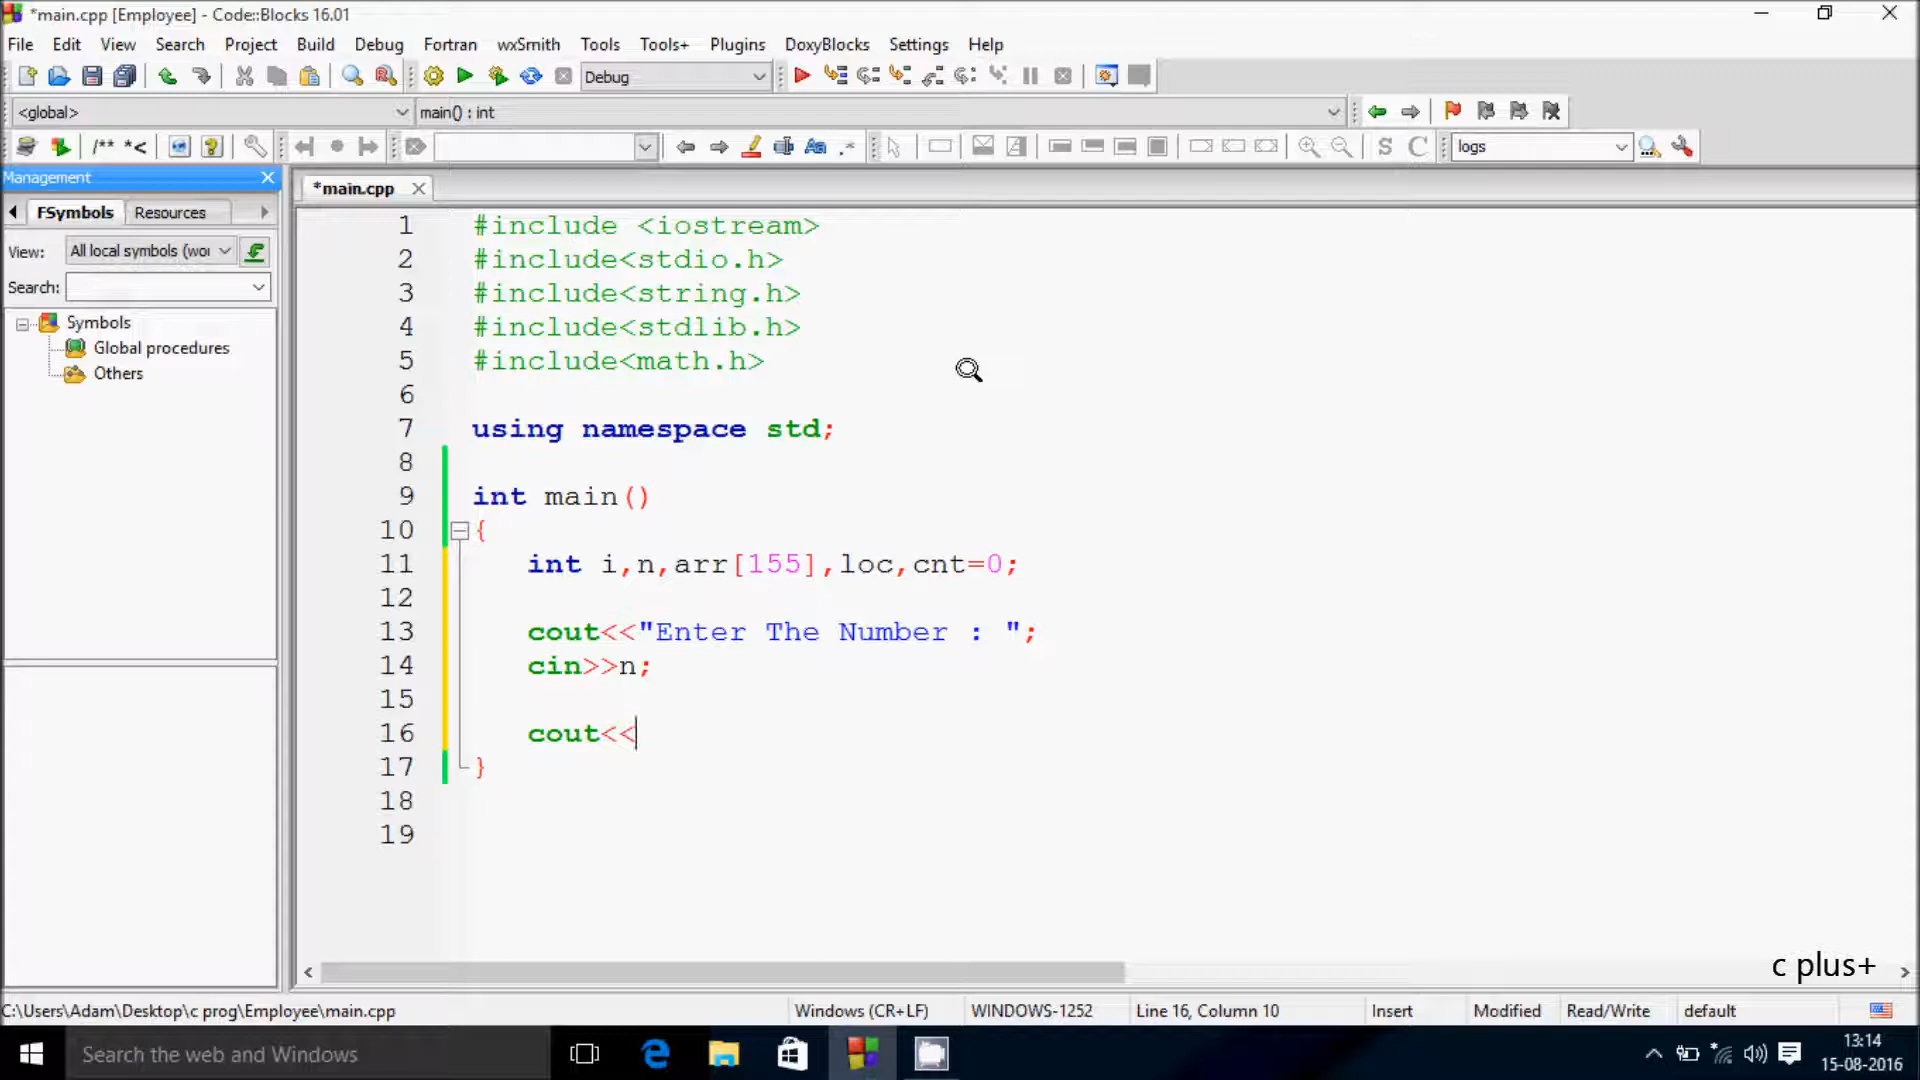 *main.cpp [Employee] - Code::Blocks 16.01
File Edit View Search Project Build Debug Fortran wxSmith Tools Tools+ Plugins DoxyBlocks Settings Help
Debug
<global> main() : int
/** *< logs
Management
FSymbols Resources
View: All local symbols (wor
Search:
Symbols
Global procedures
Others
*main.cpp
1 #include <iostream>
2 #include<stdio.h>
3 #include<string.h>
4 #include<stdlib.h>
5 #include<math.h>
6
7 using namespace std;
8
9 int main()
10 {
11 int i,n,arr[155],loc,cnt=0;
12
13 cout<<"Enter The Number : ";
14 cin>>n;
15
16 cout<<
17 }
18
19
c plus+
C:\Users\Adam\Desktop\c prog\Employee\main.cpp Windows (CR+LF) WINDOWS-1252 Line 16, Column 10 Insert Modified Read/Write default
Search the web and Windows
13:14
15-08-2016